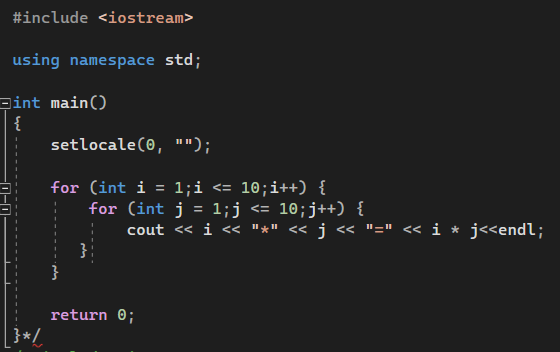 #include <iostream>
using namespace std;
int main()
{
setlocale(0, "");
for (int i = 1;i <= 10;i++) {
for (int j = 1;j <= 10;j++) {
cout << i << "*" << j << "=" << i * j<<endl;
}
}
return 0;
}*/